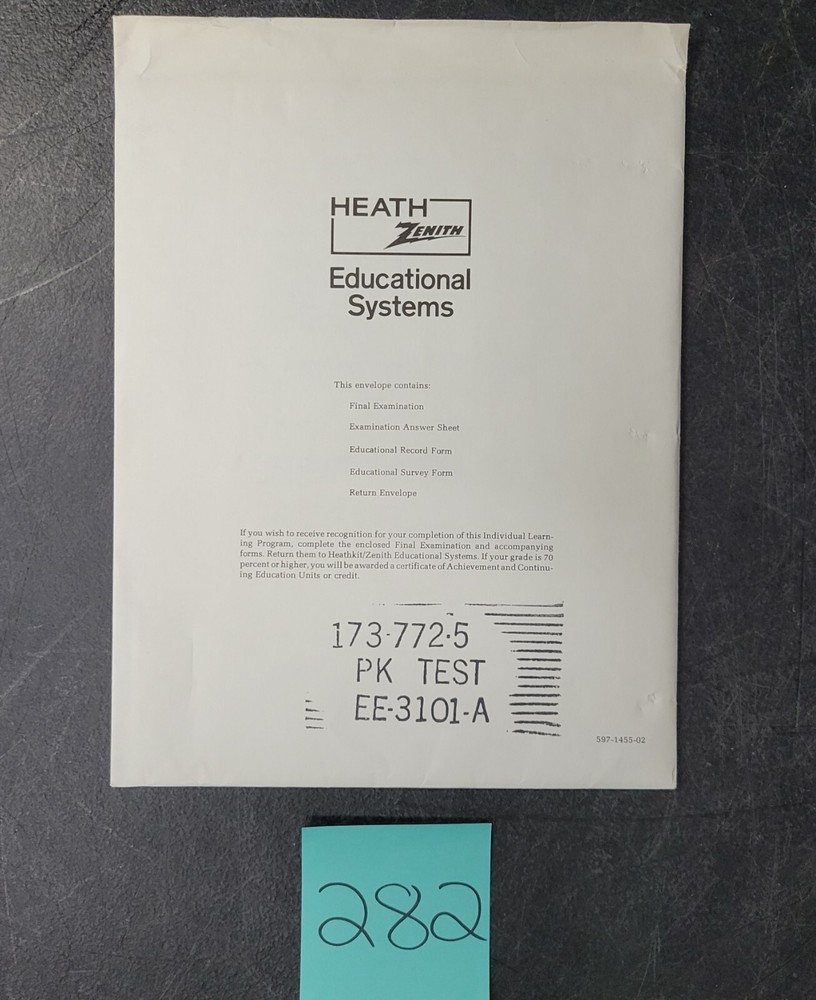 HEATH
ZENITH
Educational
Systems
This envelope contains:
Final Examination
Examination Answer Sheet
Educational Record Form
Educational Survey Form
Return Envelope
If you wish to receive recognition for your completion of this Individual Learn-
ing Program, complete the enclosed Final Examination and accompanying
forms. Return them to Heathkit/Zenith Educational Systems. If your grade is 70
percent or higher, you will be awarded a certificate of Achievement and Continu-
ing Education Units or credit.
173-772-5
PK TEST
EE-3101-A
597-1455-02
282